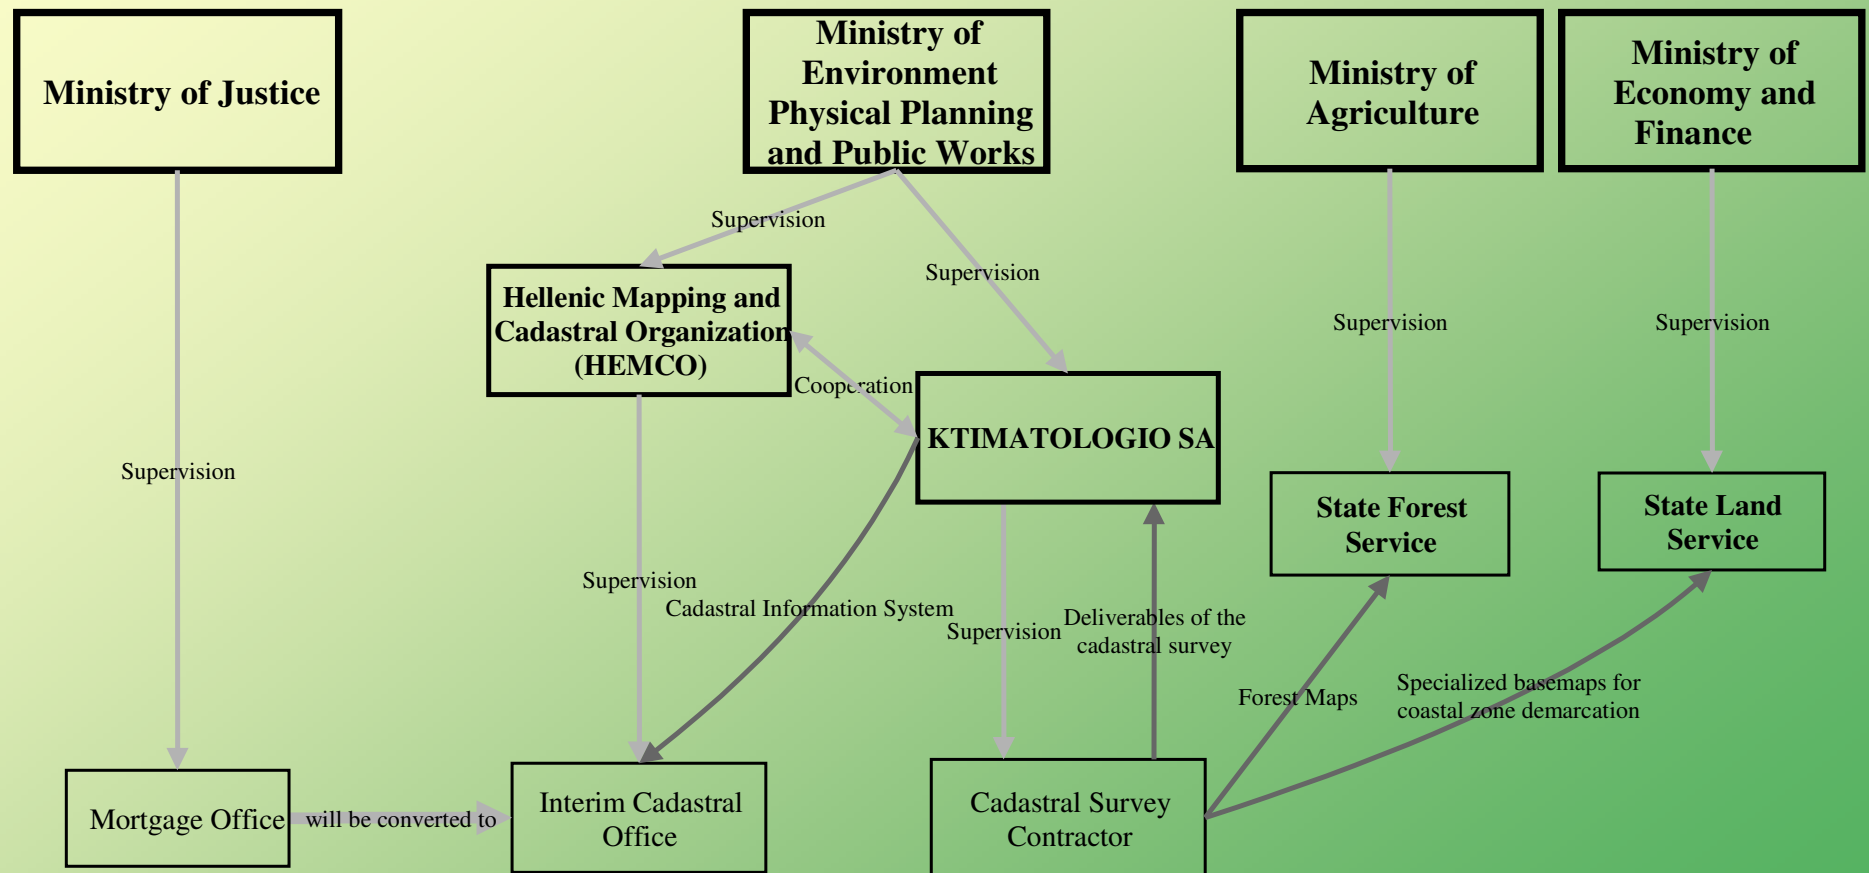 Ministry of Justice
Ministry of
Environment
Physical Planning
and Public Works
Ministry of
Agriculture
Ministry of
Economy and
Finance
Supervision
Supervision
Hellenic Mapping and
Cadastral Organization
(HEMCO)
Supervision
Supervision
Cooperation
KTIMATOLOGIO SA
Supervision
State Forest
Service
State Land
Service
Supervision
Cadastral Information System
Supervision
Deliverables of the
cadastral survey
Forest Maps
Specialized basemaps for
coastal zone demarcation
Mortgage Office
will be converted to
Interim Cadastral
Office
Cadastral Survey
Contractor